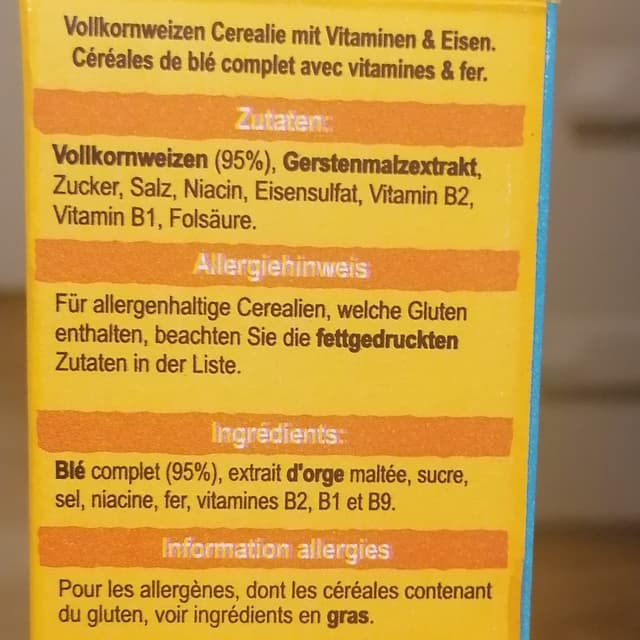 Vollkornweizen Cerealie mit Vitaminen & Eisen.
Céréales de blé complet avec vitamines & fer.
Zutaten:
Vollkornweizen (95%), Gerstenmalzextrakt,
Zucker, Salz, Niacin, Eisensulfat, Vitamin B2,
Vitamin B1, Folsäure.
Allergiehinweis
Für allergenhaltige Cerealien, welche Gluten
enthalten, beachten Sie die fettgedruckten
Zutaten in der Liste.
Ingrédients:
Blé complet (95%), extrait d'orge maltée, sucre,
sel, niacine, fer, vitamines B2, B1 et B9.
Information allergies
Pour les allergènes, dont les céréales contenant
du gluten, voir ingrédients en gras.